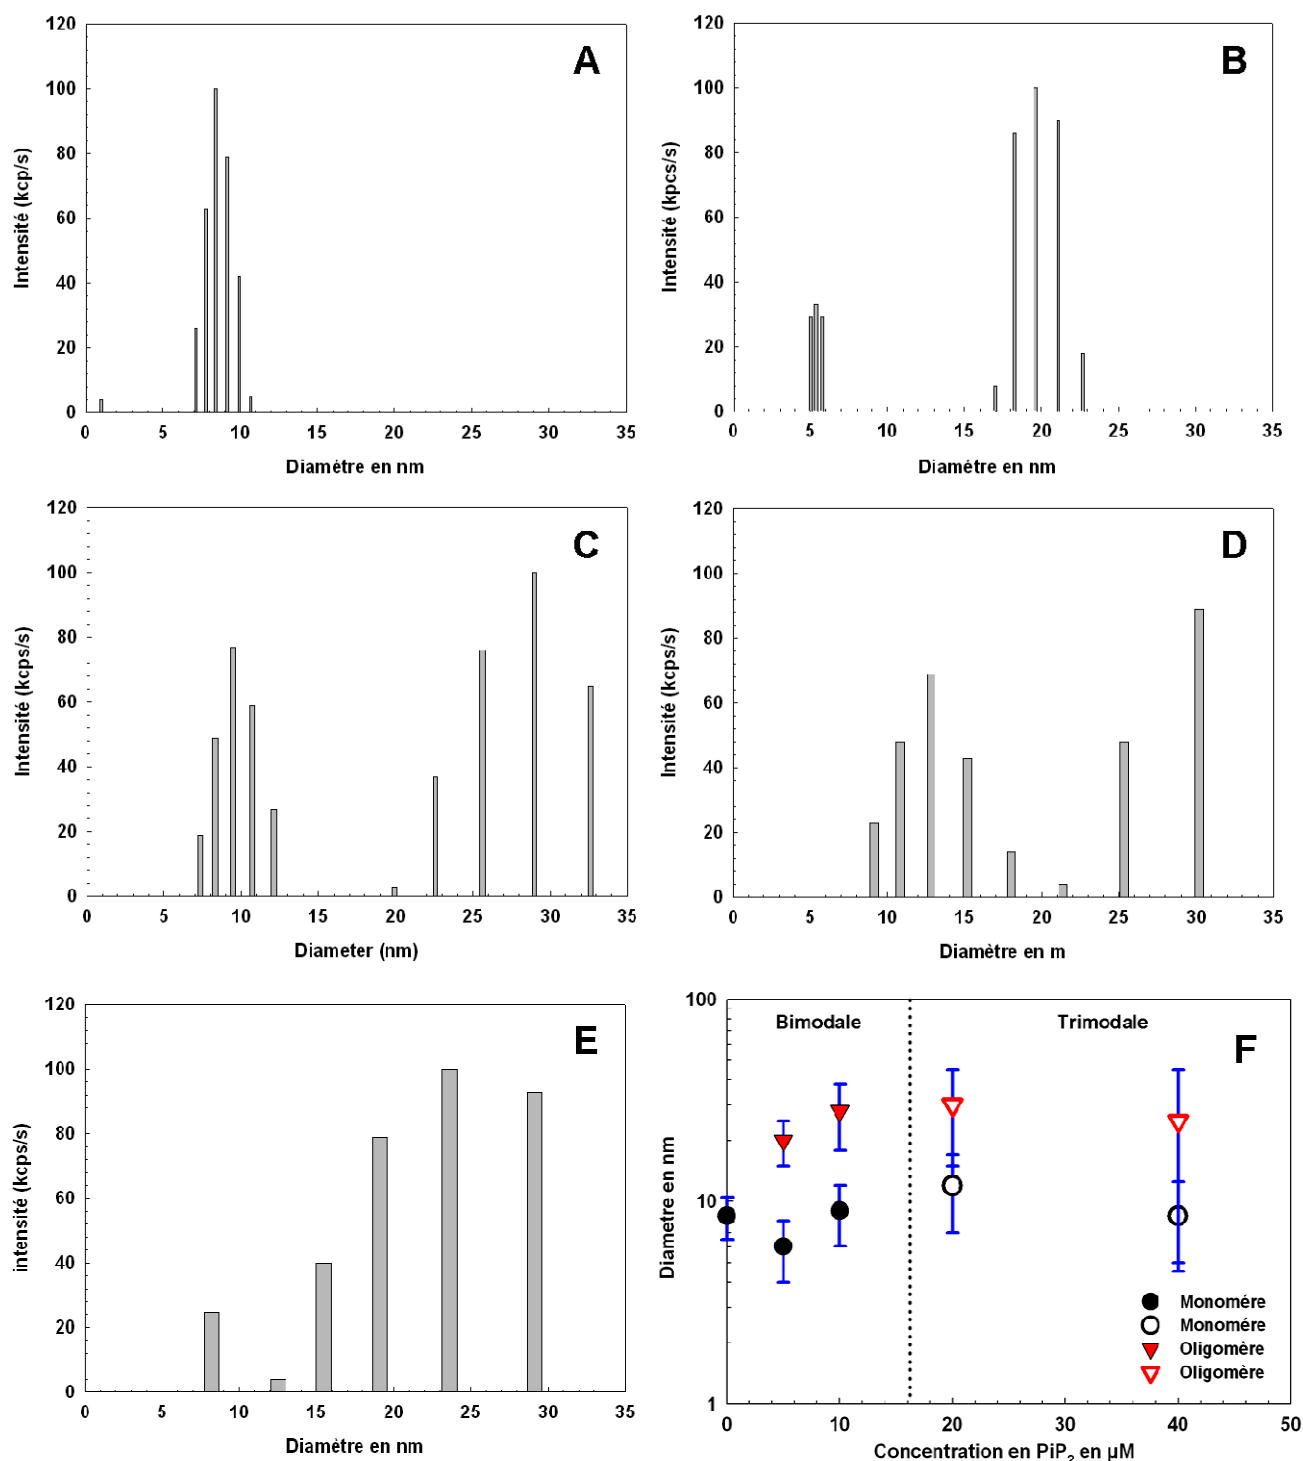 A
Intensité (kcp/s)
120
100
80
60
40
20
0
0 5 10 15 20 25 30 35
Diamètre en nm
B
Intensité (kpcs/s)
120
100
80
60
40
20
0
0 5 10 15 20 25 30 35
Diamètre en nm
C
Intensité (kcps/s)
120
100
80
60
40
20
0
0 5 10 15 20 25 30 35
Diameter (nm)
D
Intensité (kcps/s)
120
100
80
60
40
20
0
0 5 10 15 20 25 30 35
Diamètre en m
E
intensité (kcps/s)
120
100
80
60
40
20
0
0 5 10 15 20 25 30 35
Diamètre en nm
F
Bimodale Trimodale
Diametre en nm
100
10
1
Monomére
Monomére
Oligomère
Oligomère
0 10 20 30 40 50
Concentration en PiP₂ en µM